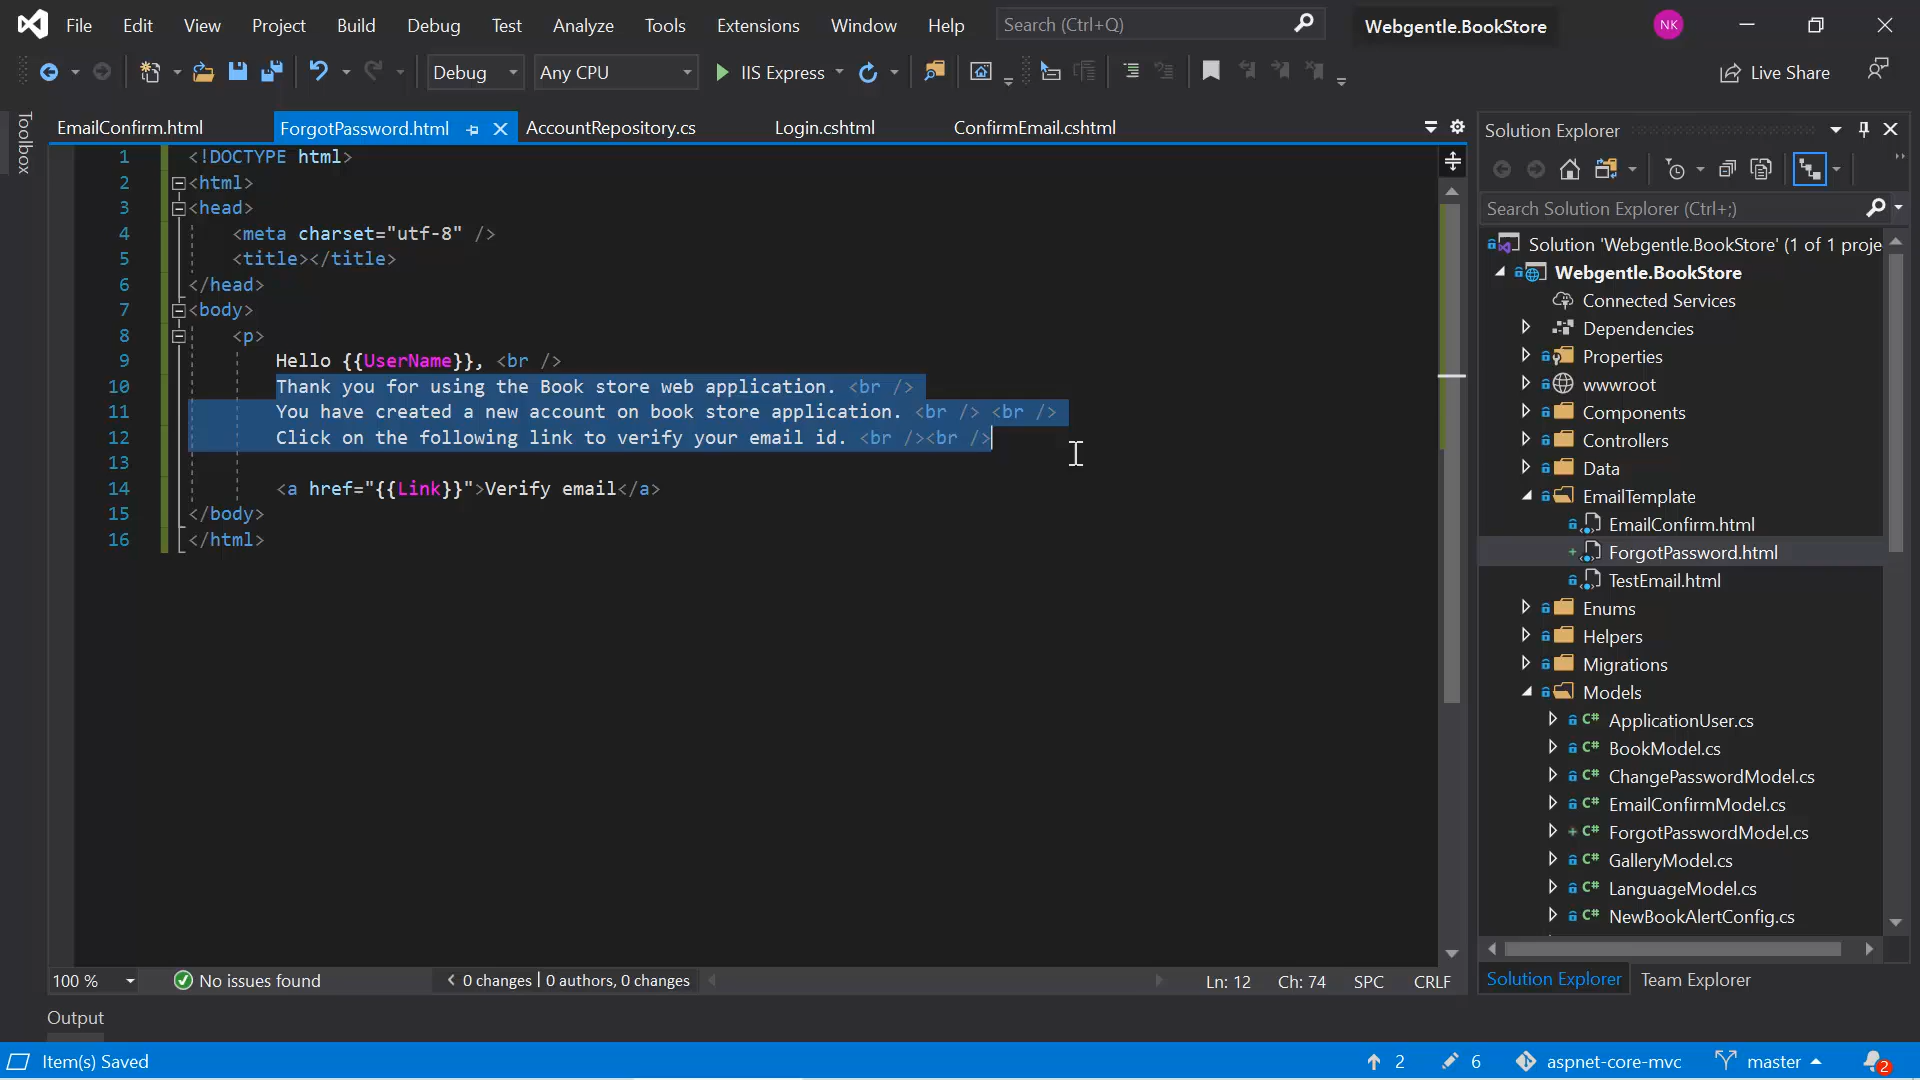 File Edit View Project Build Debug Test Analyze Tools Extensions Window Help Search (Ctrl+Q) Webgentle.BookStore NK
Debug Any CPU IIS Express Live Share
Toolbox
EmailConfirm.html ForgotPassword.html AccountRepository.cs Login.cshtml ConfirmEmail.cshtml
1 <!DOCTYPE html>
2 <html>
3 <head>
4 <meta charset="utf-8" />
5 <title></title>
6 </head>
7 <body>
8 <p>
9 Hello {{UserName}}, <br />
10 Thank you for using the Book store web application. <br />
11 You have created a new account on book store application. <br /> <br />
12 Click on the following link to verify your email id. <br /><br />
13
14 <a href="{{Link}}">Verify email</a>
15 </body>
16 </html>
100 % No issues found 0 changes | 0 authors, 0 changes Ln: 12 Ch: 74 SPC CRLF
Solution Explorer
Search Solution Explorer (Ctrl+;)
Solution 'Webgentle.BookStore' (1 of 1 proje
Webgentle.BookStore
Connected Services
Dependencies
Properties
wwwroot
Components
Controllers
Data
EmailTemplate
EmailConfirm.html
ForgotPassword.html
TestEmail.html
Enums
Helpers
Migrations
Models
C# ApplicationUser.cs
C# BookModel.cs
C# ChangePasswordModel.cs
C# EmailConfirmModel.cs
C# ForgotPasswordModel.cs
C# GalleryModel.cs
C# LanguageModel.cs
C# NewBookAlertConfig.cs
Solution Explorer Team Explorer
Output
Item(s) Saved 2 6 aspnet-core-mvc master 2